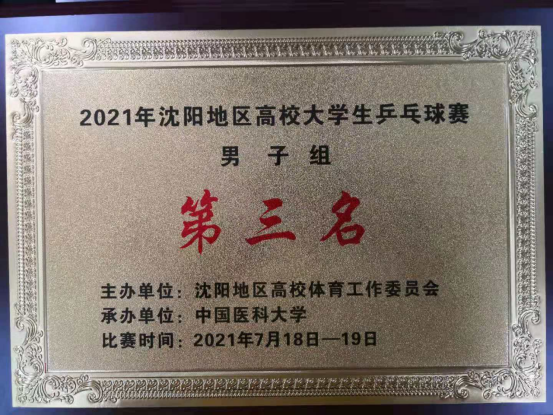 2021年沈阳地区高校大学生乒乓球赛
男子组
第三名
主办单位：沈阳地区高校体育工作委员会
承办单位：中国医科大学
比赛时间：2021年7月18日—19日